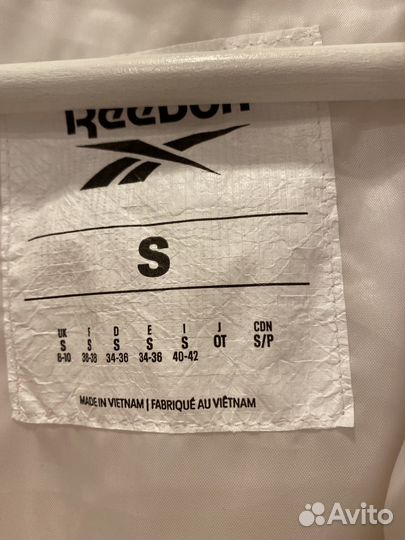 Reebok
S
UK F D E I J CDN
S S S S S OT S/P
8-10 36-38 34-36 34-36 40-42
MADE IN VIETNAM | FABRIQUÉ AU VIÊTNAM
Avito